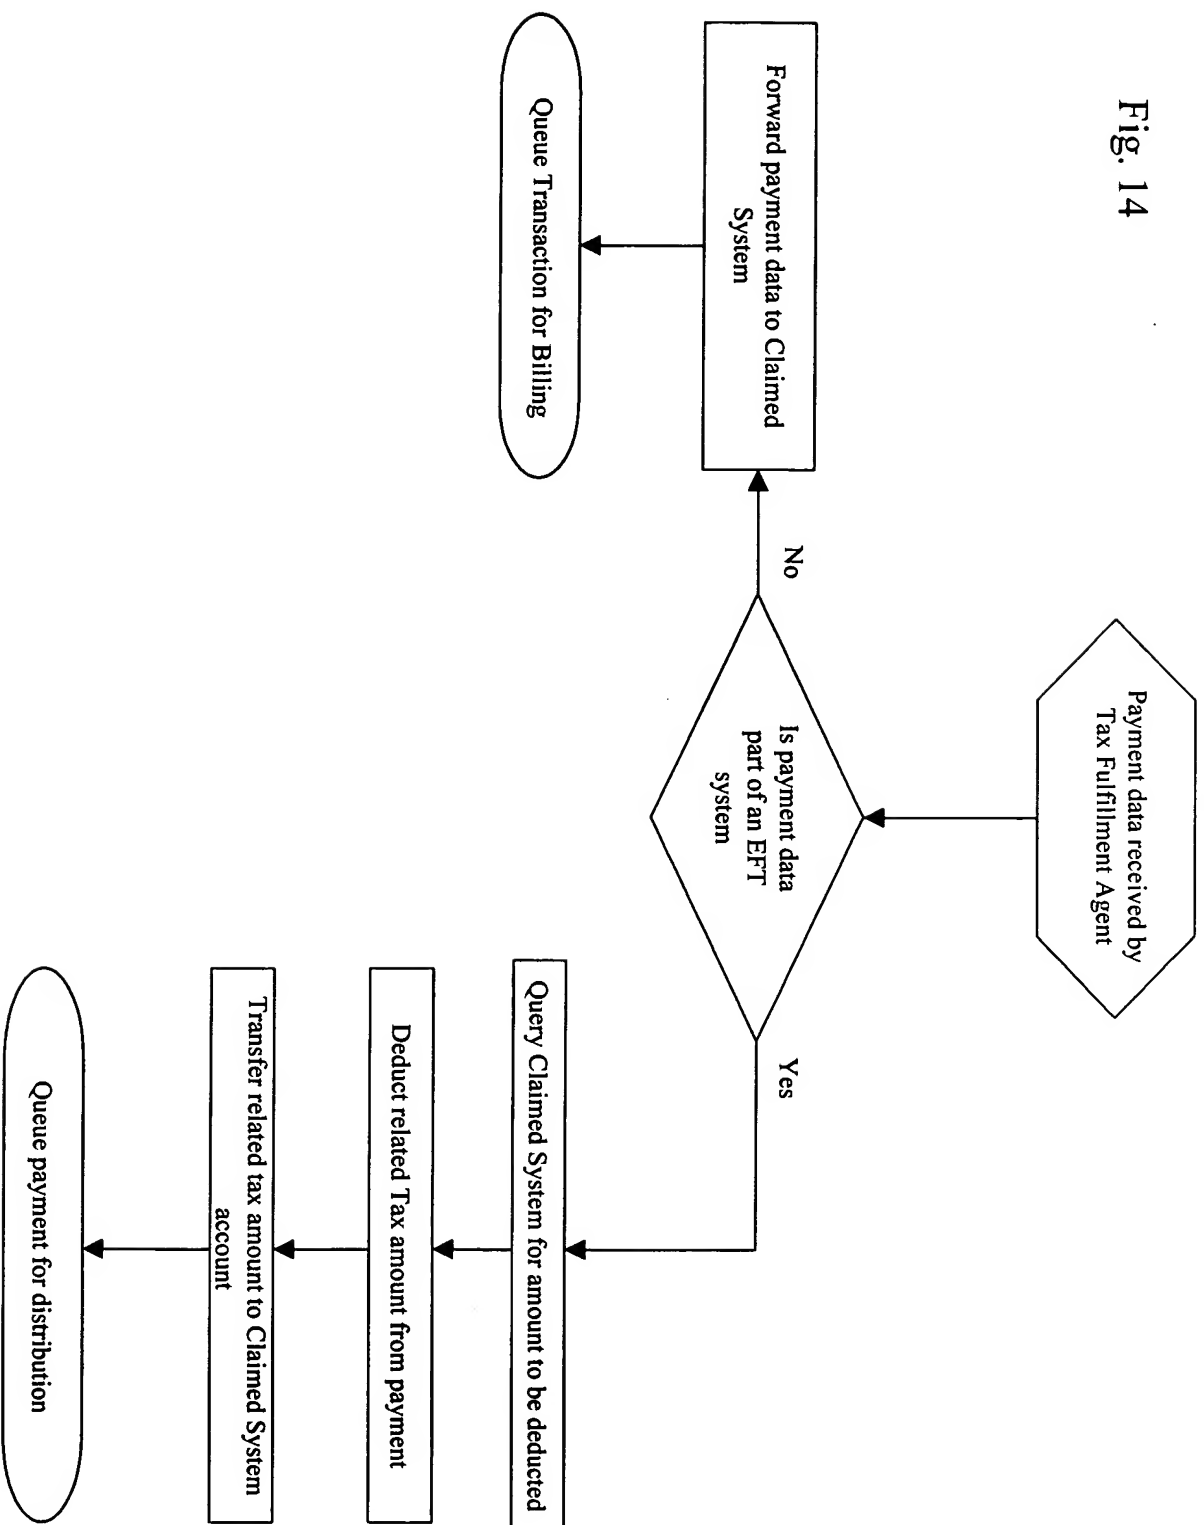 Fig. 14
Payment data received by
Tax Fulfillment Agent
Is payment data
part of an EFT
system
No
Yes
Forward payment data to Claimed
System
Queue Transaction for Billing
Query Claimed System for amount to be deducted
Deduct related Tax amount from payment
Transfer related tax amount to Claimed System
account
Queue payment for distribution